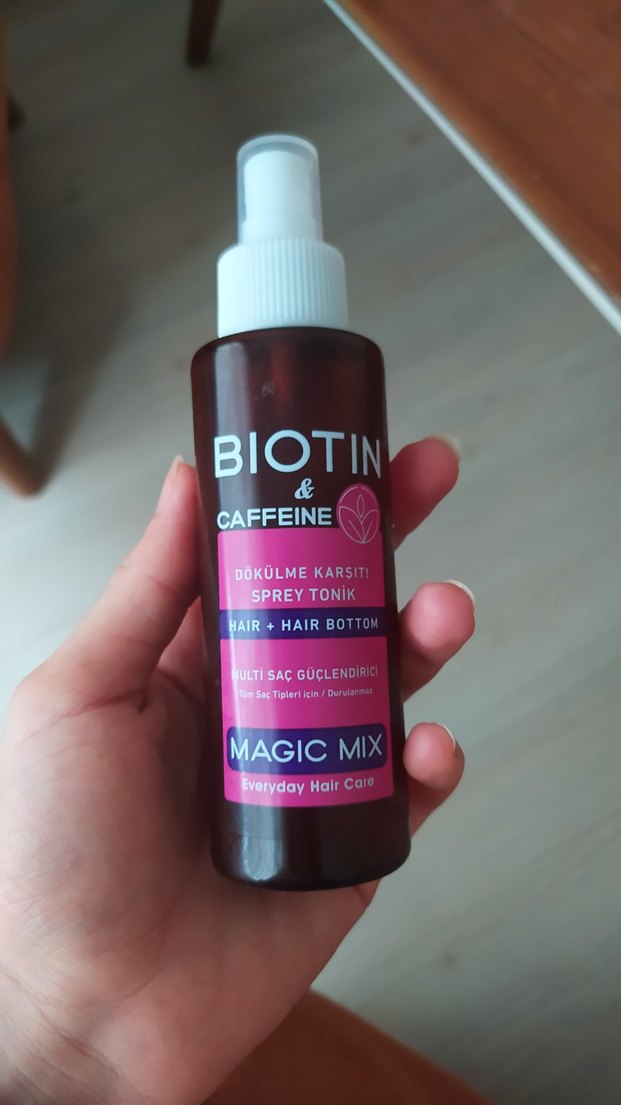 BIOTIN
&
CAFFEINE
DÖKÜLME KARŞITI
SPREY TONİK
HAIR + HAIR BOTTOM
MULTİ SAÇ GÜÇLENDİRİCİ
Tüm Saç Tipleri için / Durulanmaz
MAGIC MIX
Everyday Hair Care